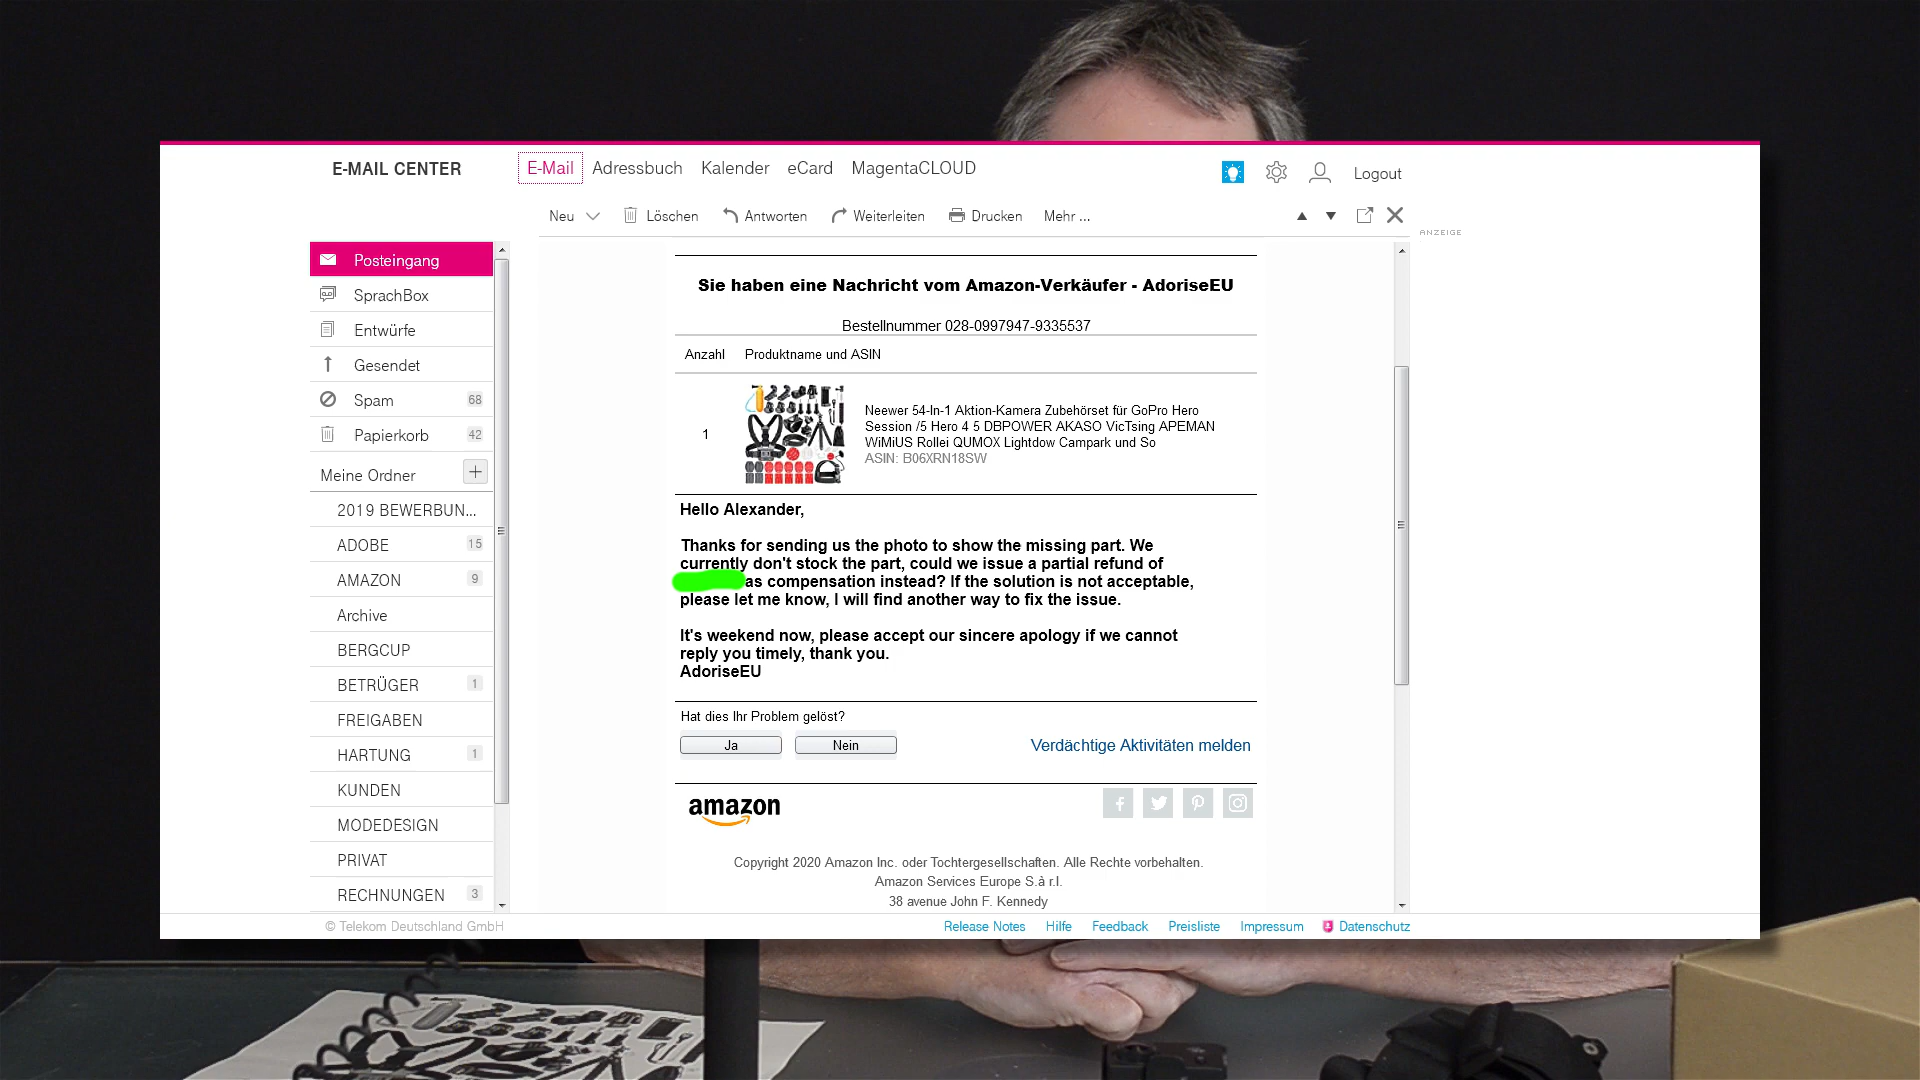 E-MAIL CENTER
E-Mail Adressbuch Kalender eCard MagentaCLOUD
Logout
Neu Löschen Antworten Weiterleiten Drucken Mehr ...
ANZEIGE
Posteingang
SprachBox
Entwürfe
Gesendet
Spam 68
Papierkorb 42
Meine Ordner
2019 BEWERBUN...
ADOBE 15
AMAZON 9
Archive
BERGCUP
BETRÜGER 1
FREIGABEN
HARTUNG 1
KUNDEN
MODEDESIGN
PRIVAT
RECHNUNGEN 3
Sie haben eine Nachricht vom Amazon-Verkäufer - AdoriseEU
Bestellnummer 028-0997947-9335537
Anzahl Produktname und ASIN
1
Neewer 54-In-1 Aktion-Kamera Zubehörset für GoPro Hero
Session /5 Hero 4 5 DBPOWER AKASO VicTsing APEMAN
WiMiUS Rollei QUMOX Lightdow Campark und So
ASIN: B06XRN18SW
Hello Alexander,
Thanks for sending us the photo to show the missing part. We
currently don't stock the part, could we issue a partial refund of
as compensation instead? If the solution is not acceptable,
please let me know, I will find another way to fix the issue.
It's weekend now, please accept our sincere apology if we cannot
reply you timely, thank you.
AdoriseEU
Hat dies Ihr Problem gelöst?
Ja Nein Verdächtige Aktivitäten melden
amazon
Copyright 2020 Amazon Inc. oder Tochtergesellschaften. Alle Rechte vorbehalten.
Amazon Services Europe S.à r.l.
38 avenue John F. Kennedy
© Telekom Deutschland GmbH
Release Notes Hilfe Feedback Preisliste Impressum Datenschutz